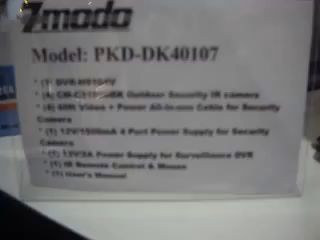 zmodo
Model: PKD-DK40107
* (1) DVR-H9104V
* (4) Outdoor Security IR camera
* (4) 60ft Video + Power All-in-one Cable for Security
Camera
* (1) 12V/1500mA 4 Port Power Supply for Security
Camera
* (1) 12V/2A Power Supply for Surveillance DVR
* (1) IR Remote Control & Mouse
* (1) User's Manual